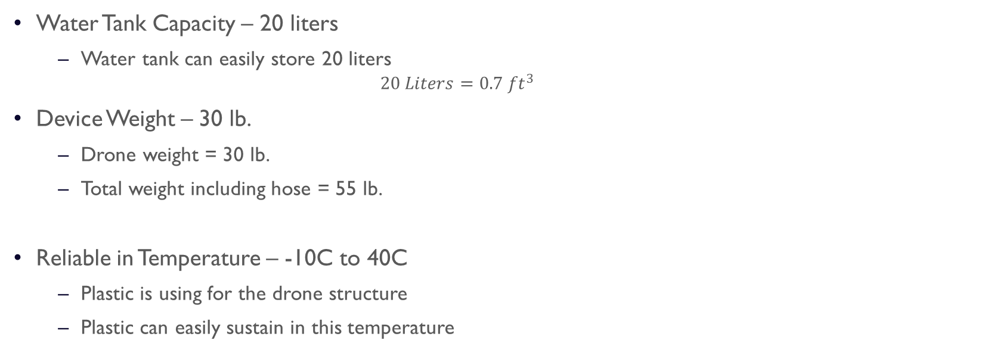 • Water Tank Capacity – 20 liters
– Water tank can easily store 20 liters
20 Liters = 0.7 ft³
• Device Weight – 30 lb.
– Drone weight = 30 lb.
– Total weight including hose = 55 lb.
• Reliable in Temperature – -10C to 40C
– Plastic is using for the drone structure
– Plastic can easily sustain in this temperature